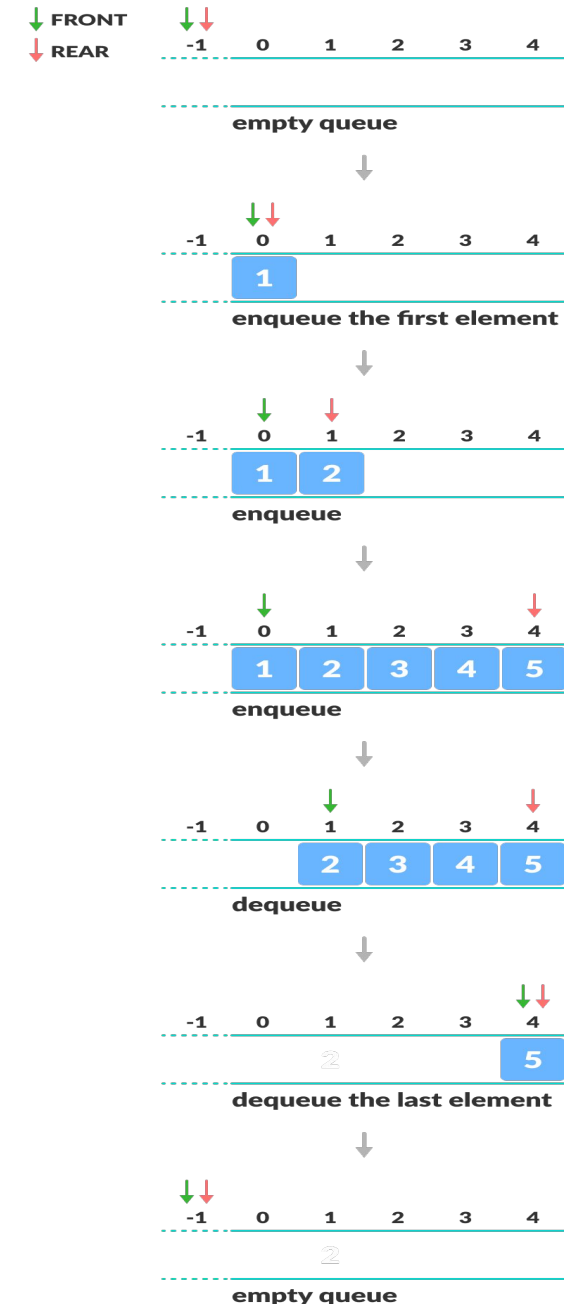 FRONT
REAR
-1 0 1 2 3 4
empty queue
-1 0 1 2 3 4
1
enqueue the first element
-1 0 1 2 3 4
1 2
enqueue
-1 0 1 2 3 4
1 2 3 4 5
enqueue
-1 0 1 2 3 4
2 3 4 5
dequeue
-1 0 1 2 3 4
2 5
dequeue the last element
-1 0 1 2 3 4
2
empty queue